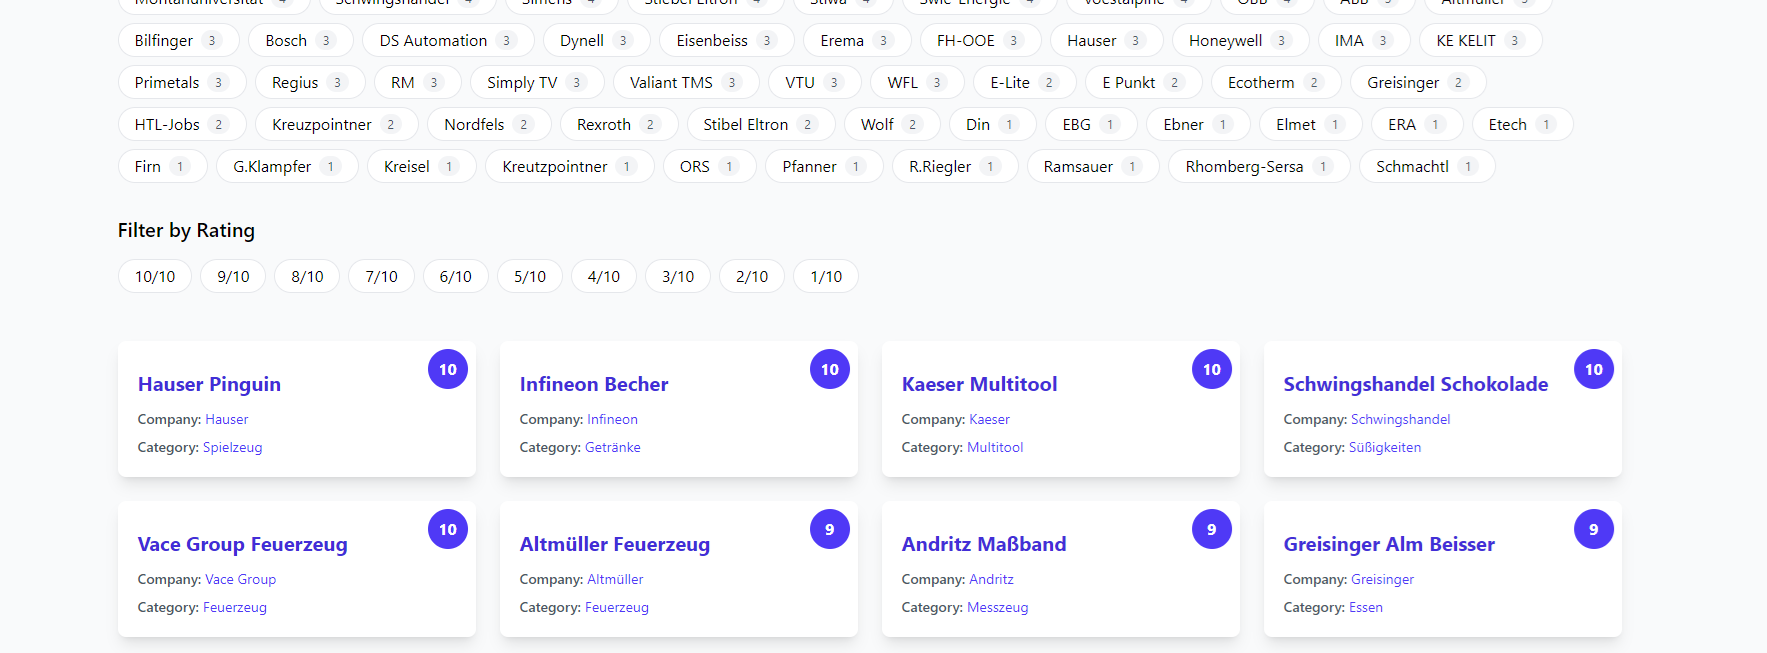 Montanuniversität 4 Schwingshandel 4 Simens 4 Stiebel Eltron 4 Stiwa 4 Swie-Energie 4 voestalpine 4 ÖBB 4 ABB 3 Altmüller 3
Bilfinger 3 Bosch 3 DS Automation 3 Dynell 3 Eisenbeiss 3 Erema 3 FH-OOE 3 Hauser 3 Honeywell 3 IMA 3 KE KELIT 3
Primetals 3 Regius 3 RM 3 Simply TV 3 Valiant TMS 3 VTU 3 WFL 3 E-Lite 2 E Punkt 2 Ecotherm 2 Greisinger 2
HTL-Jobs 2 Kreuzpointner 2 Nordfels 2 Rexroth 2 Stibel Eltron 2 Wolf 2 Din 1 EBG 1 Ebner 1 Elmet 1 ERA 1 Etech 1
Firn 1 G.Klampfer 1 Kreisel 1 Kreutzpointner 1 ORS 1 Pfanner 1 R.Riegler 1 Ramsauer 1 Rhomberg-Sersa 1 Schmachtl 1
Filter by Rating
10/10 9/10 8/10 7/10 6/10 5/10 4/10 3/10 2/10 1/10
10
Hauser Pinguin
Company: Hauser
Category: Spielzeug
10
Infineon Becher
Company: Infineon
Category: Getränke
10
Kaeser Multitool
Company: Kaeser
Category: Multitool
10
Schwingshandel Schokolade
Company: Schwingshandel
Category: Süßigkeiten
10
Vace Group Feuerzeug
Company: Vace Group
Category: Feuerzeug
9
Altmüller Feuerzeug
Company: Altmüller
Category: Feuerzeug
9
Andritz Maßband
Company: Andritz
Category: Messzeug
9
Greisinger Alm Beisser
Company: Greisinger
Category: Essen